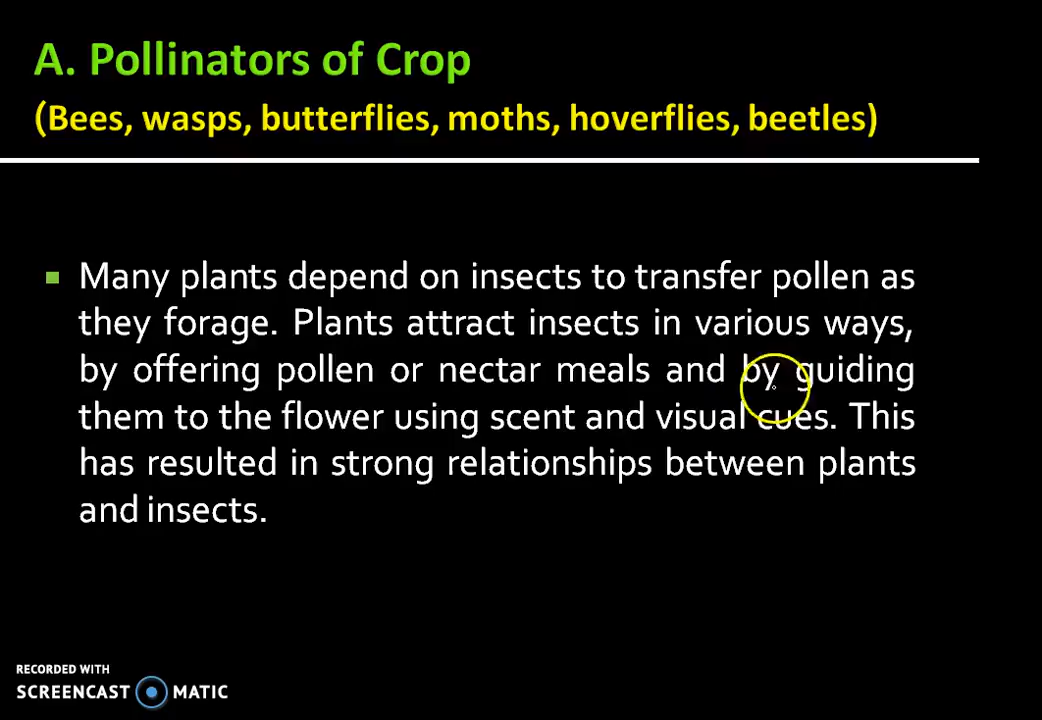 A. Pollinators of Crop
(Bees, wasps, butterflies, moths, hoverflies, beetles)
Many plants depend on insects to transfer pollen as
they forage. Plants attract insects in various ways,
by offering pollen or nectar meals and by guiding
them to the flower using scent and visual cues. This
has resulted in strong relationships between plants
and insects.
RECORDED WITH
SCREENCAST MATIC